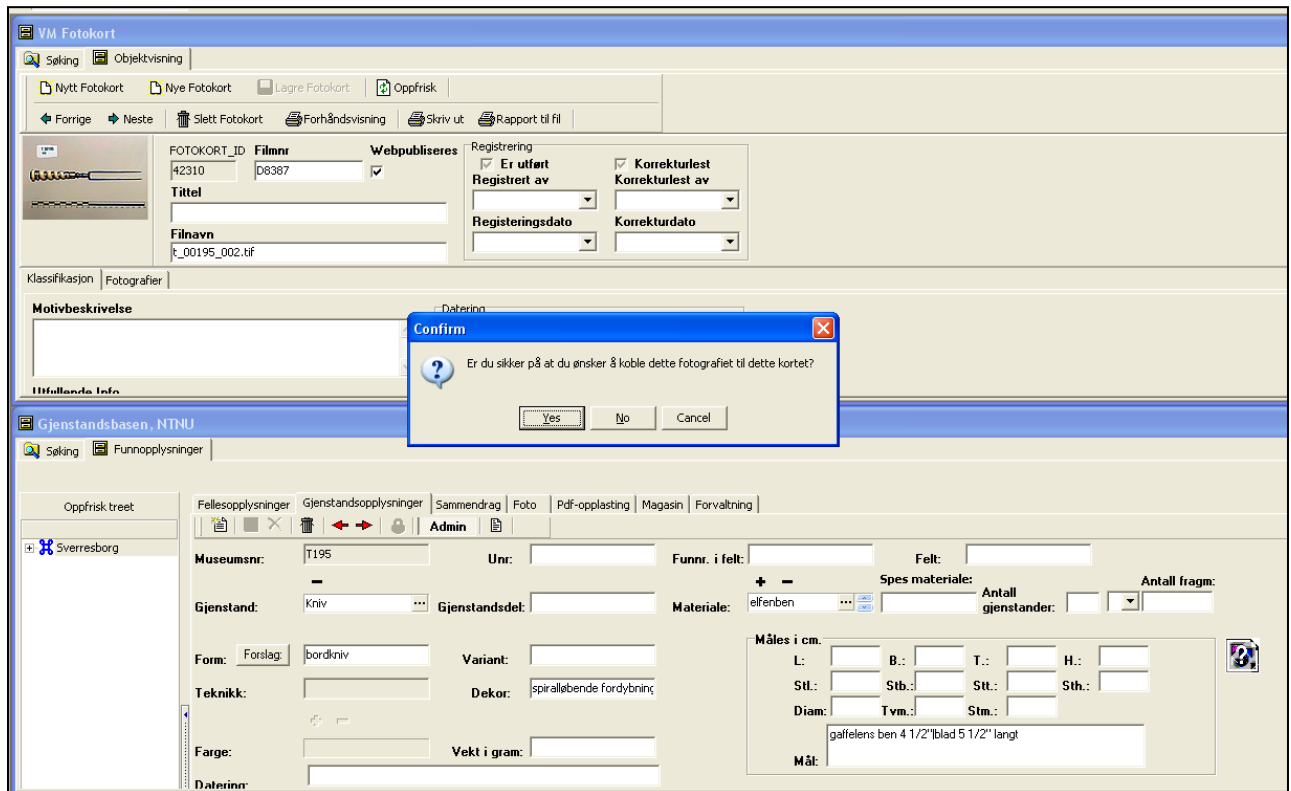 VM Fotokort
Søking Objektvisning
Nytt Fotokort Nye Fotokort Lagre Fotokort Oppfrisk
Forrige Neste Slett Fotokort Forhåndsvisning Skriv ut Rapport til fil
FOTOKORT_ID Filmnr Webpubliseres Registrering
42310 D8387 Er utført Korrekturlest
Registrert av Korrekturlest av
Tittel
Registeringsdato Korrekturdato
Filnavn
t_00195_002.tif
Klassifikasjon Fotografier
Motivbeskrivelse Datering
Confirm
Er du sikker på at du ønsker å koble dette fotografiet til dette kortet?
Yes No Cancel
Utfullende Info
Gjenstandsbasen, NTNU
Søking Funnopplysninger
Oppfrisk treet Fellesopplysninger Gjenstandsopplysninger Sammendrag Foto Pdf-opplasting Magasin Forvaltning
Admin
Sverresborg
Museumsnr: T195 Unr: Funnr. i felt: Felt:
+ − Spes materiale: Antall fragm:
Gjenstand: Kniv ... Gjenstandsdel: Materiale: elfenben ... Antall gjenstander:
Måles i cm.
Form: Forslag: bordkniv Variant: L: B.: T.: H.:
Teknikk: Dekor: spiralløbende fordybning Stl.: Stb.: Stt.: Sth.:
Diam: Tvm.: Stm.:
Farge: Vekt i gram: Mål: gaffelens ben 4 1/2"|blad 5 1/2" langt
Datering: